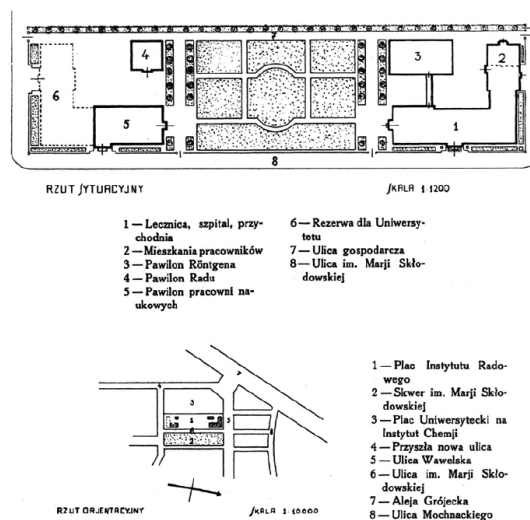 7
4
3
2
6
5
1
8
RZUT SYTUACYJNY
SKALA 1:1200
1 — Lecznica, szpital, przy-
chodnia
2 — Mieszkania pracowników
3 — Pawilon Röntgena
4 — Pawilon Radu
5 — Pawilon pracowni na-
ukowych
6 — Rezerwa dla Uniwersy-
tetu
7 — Ulica gospodarcza
8 — Ulica im. Marji Skło-
dowskiej
7
4
3
1
5
6
2
8
RZUT ORJENTACYJNY
SKALA 1:10000
1 — Plac Instytutu Rado-
wego
2 — Skwer im. Marji Skło-
dowskiej
3 — Plac Uniwersytecki na
Instytut Chemji
4 — Przyszła nowa ulica
5 — Ulica Wawelska
6 — Ulica im. Marji Skło-
dowskiej
7 — Aleja Grójecka
8 — Ulica Mochnackiego